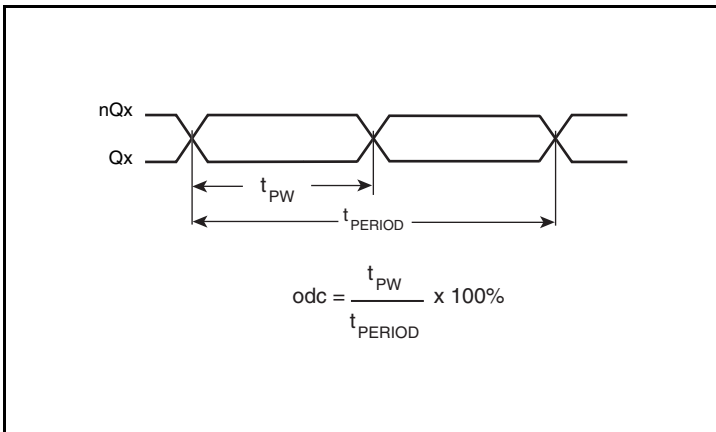 nQx
Qx
tPW
tPERIOD
odc = tPW / tPERIOD x 100%